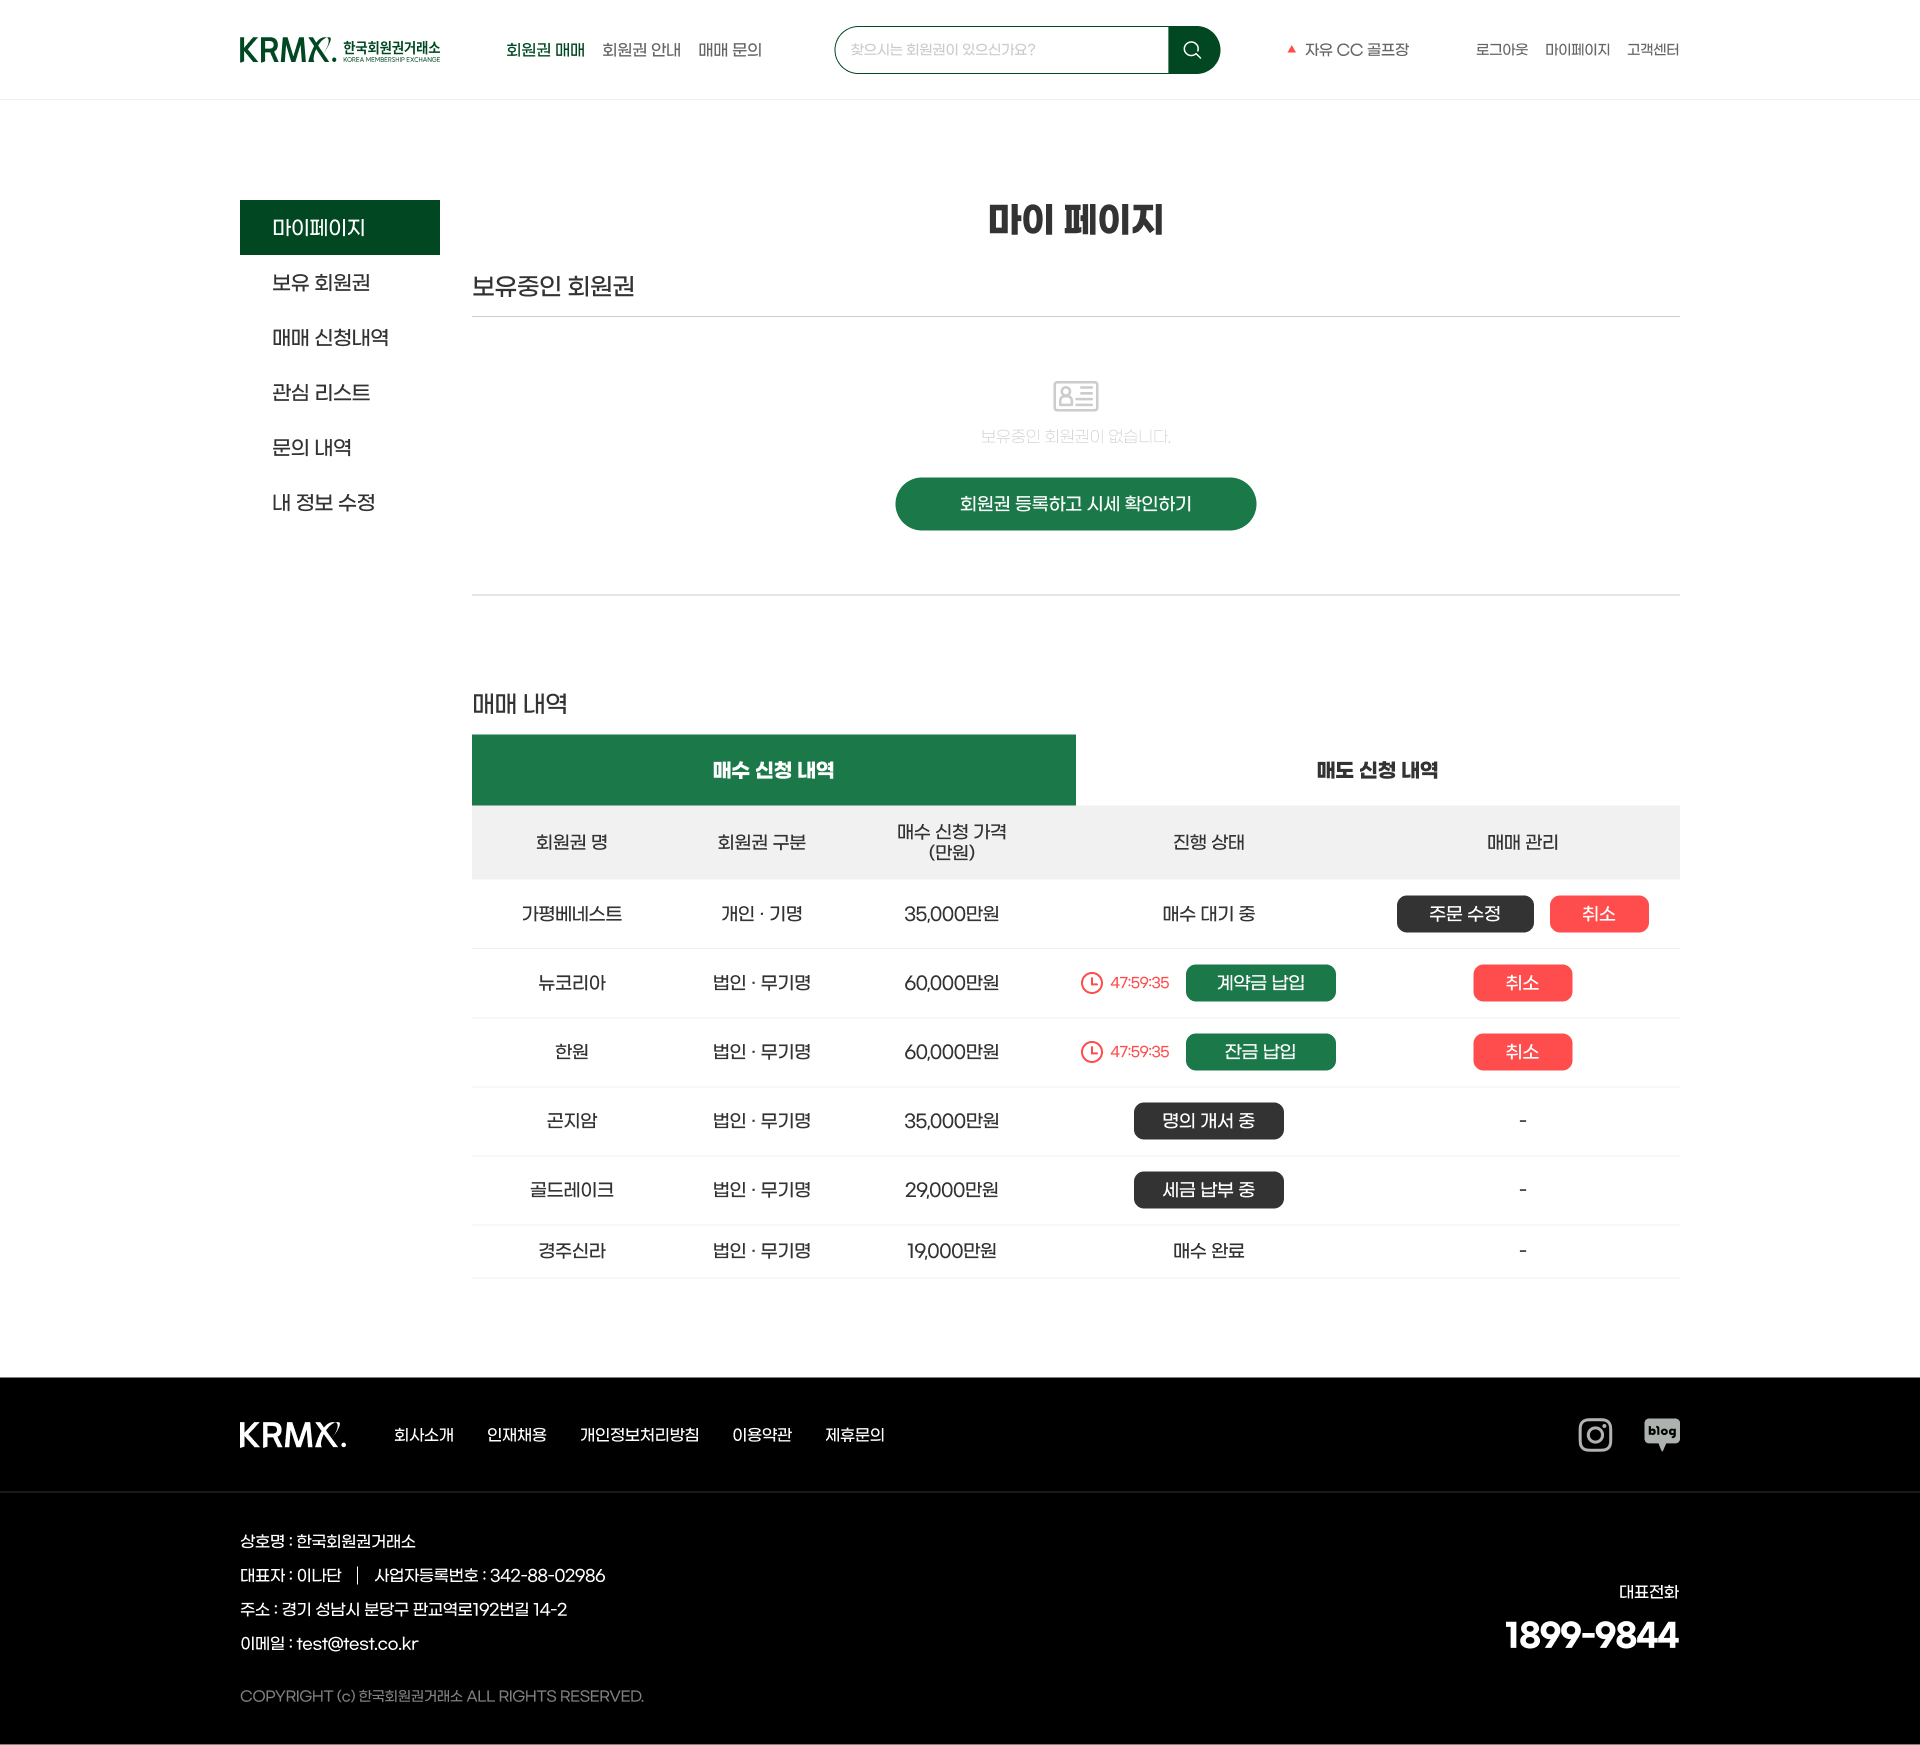 KRMX. 한국회원권거래소
KOREA MEMBERSHIP EXCHANGE
회원권 매매 회원권 안내 매매 문의
찾으시는 회원권이 있으신가요?
자유 CC 골프장
로그아웃 마이페이지 고객센터
마이페이지
보유 회원권
매매 신청내역
관심 리스트
문의 내역
내 정보 수정
마이 페이지
보유중인 회원권
보유중인 회원권이 없습니다.
회원권 등록하고 시세 확인하기
매매 내역
매수 신청 내역 매도 신청 내역
회원권 명 회원권 구분 매수 신청 가격 (만원) 진행 상태 매매 관리
가평베네스트 개인 · 기명 35,000만원 매수 대기 중 주문 수정 취소
뉴코리아 법인 · 무기명 60,000만원 47:59:35 계약금 납입 취소
한원 법인 · 무기명 60,000만원 47:59:35 잔금 납입 취소
곤지암 법인 · 무기명 35,000만원 명의 개서 중 -
골드레이크 법인 · 무기명 29,000만원 세금 납부 중 -
경주신라 법인 · 무기명 19,000만원 매수 완료 -
KRMX. 회사소개 인재채용 개인정보처리방침 이용약관 제휴문의
blog
상호명 : 한국회원권거래소
대표자 : 이나단 | 사업자등록번호 : 342-88-02986
주소 : 경기 성남시 분당구 판교역로192번길 14-2
이메일 : test@test.co.kr
대표전화
1899-9844
COPYRIGHT (c) 한국회원권거래소 ALL RIGHTS RESERVED.